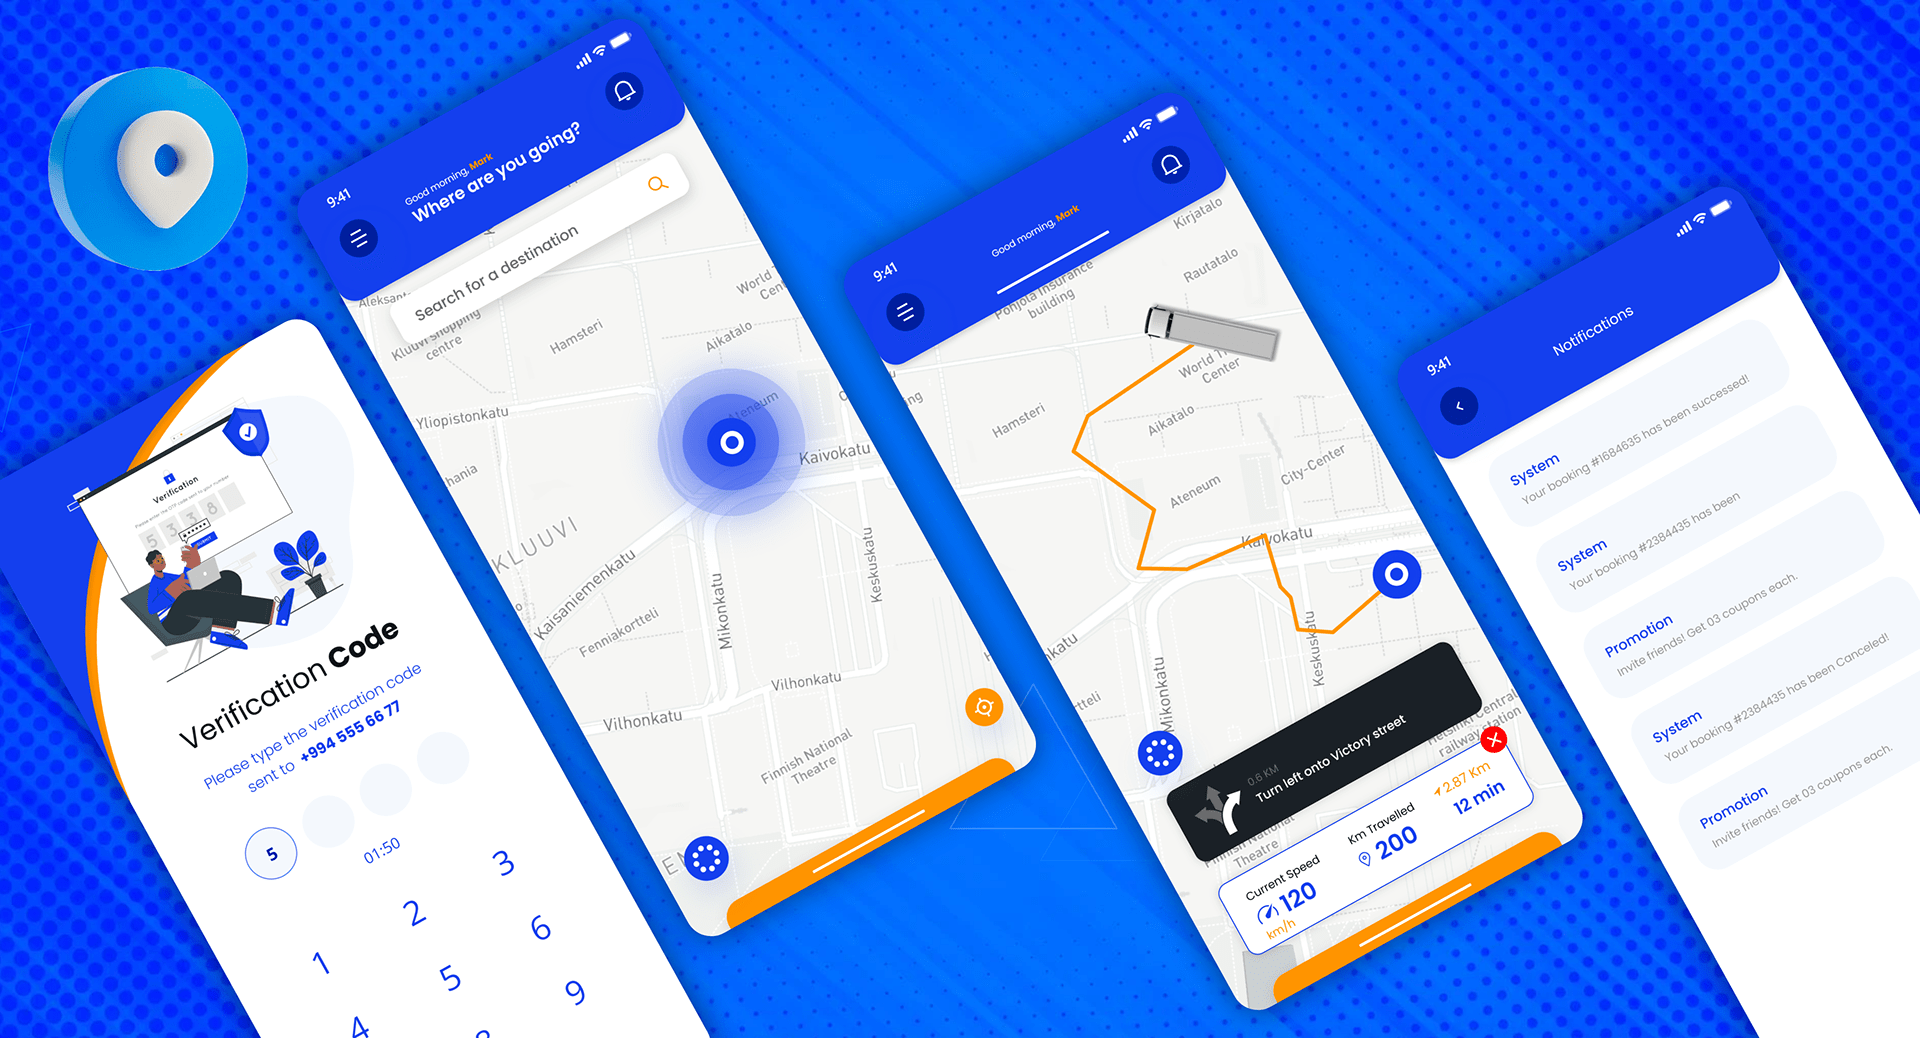 Verification
Please enter the OTP code sent to your number
5 3 3 8
Verification Code
Please type the verification code
sent to +994 555 66 77
5
01:50
1 2 3
4 5 6
8 9
9:41
Good morning, Mark
Where are you going?
Search for a destination
Kluuvi shopping
centre
Hamsteri
Aikatalo
Yliopistonkatu
Ateneum
Kaivokatu
KLUUVI
Kaisaniemenkatu
Fenniakortteli
Mikonkatu
Keskuskatu
Vilhonkatu
Vilhonkatu
Finnish National
Theatre
9:41
Good morning, Mark
Kirjatalo
Rautatalo
Pohjola Insurance
building
Center
Hamsteri
Aikatalo
City-Center
Ateneum
Kaivokatu
Keskuskatu
Mikonkatu
Helsinki Central
railway station
0.6 KM
Turn left onto Victory street
Finnish National
Theatre
Current Speed
120
km/h
Km Travelled
200
2.87 Km
12 min
9:41
Notifications
System
Your booking #1684635 has been successed!
System
Your booking #2384435 has been
Promotion
Invite friends! Get 03 coupons each.
System
Your booking #2384435 has been Canceled!
Promotion
Invite friends! Get 03 coupons each.